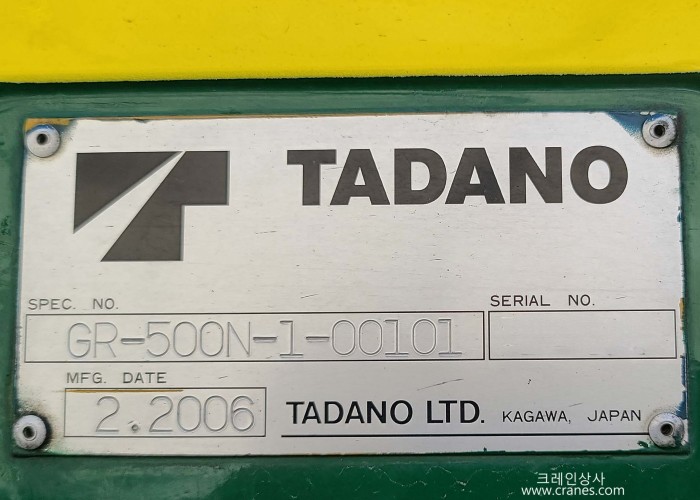 TADANO
SPEC. NO.
SERIAL NO.
GR-500N-1-00101
MFG. DATE
2.2006
TADANO LTD. KAGAWA, JAPAN
크레인상사
www.cranes.com